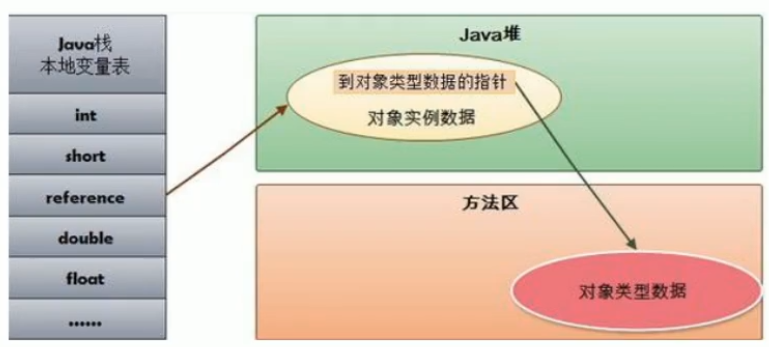 Java栈
本地变量表
int
short
reference
double
float
......
Java堆
到对象类型数据的指针
对象实例数据
方法区
对象类型数据